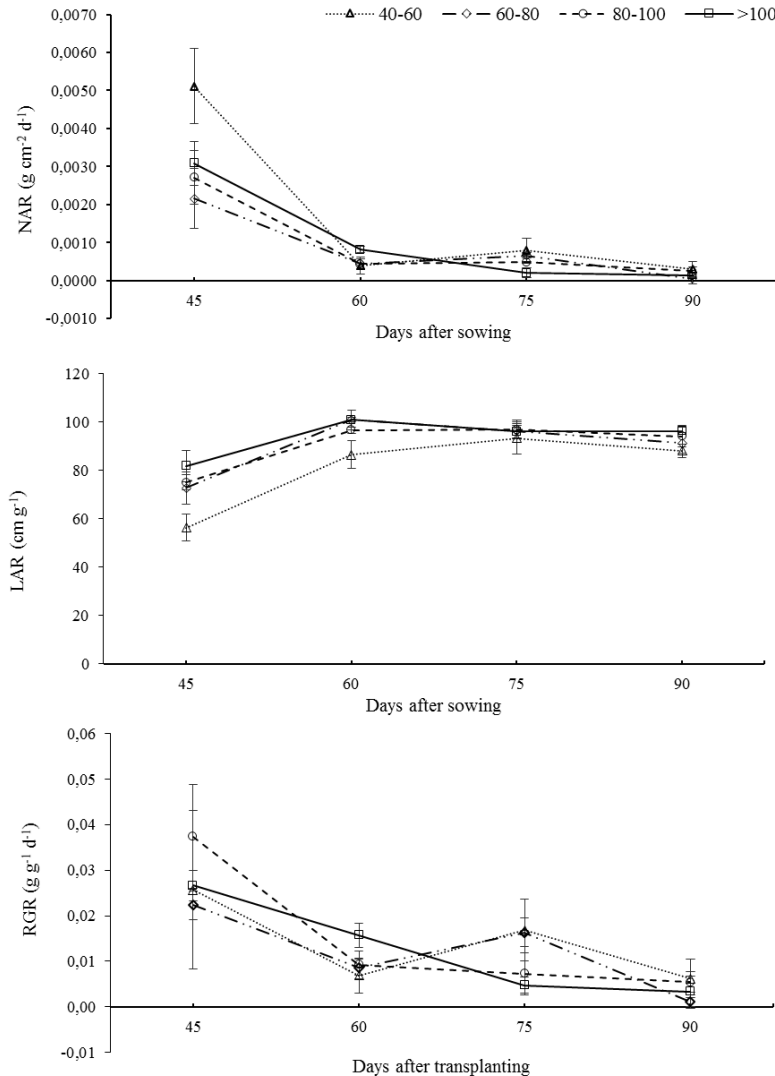 40-60 60-80 80-100 >100
0,0070
0,0060
0,0050
0,0040
0,0030
0,0020
0,0010
0,0000
-0,0010
NAR (g cm-2 d-1)
45 60 75 90
Days after sowing
120
100
80
60
40
20
0
LAR (cm g-1)
45 60 75 90
Days after sowing
0,06
0,05
0,04
0,03
0,02
0,01
0,00
-0,01
RGR (g g-1 d-1)
45 60 75 90
Days after transplanting